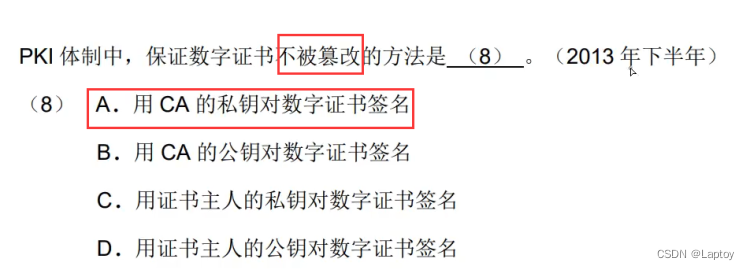 PKI 体制中，保证数字证书不被篡改的方法是 （8） 。（2013 年下半年）
（8） A．用 CA 的私钥对数字证书签名
B．用 CA 的公钥对数字证书签名
C．用证书主人的私钥对数字证书签名
D．用证书主人的公钥对数字证书签名
CSDN @Laptoy